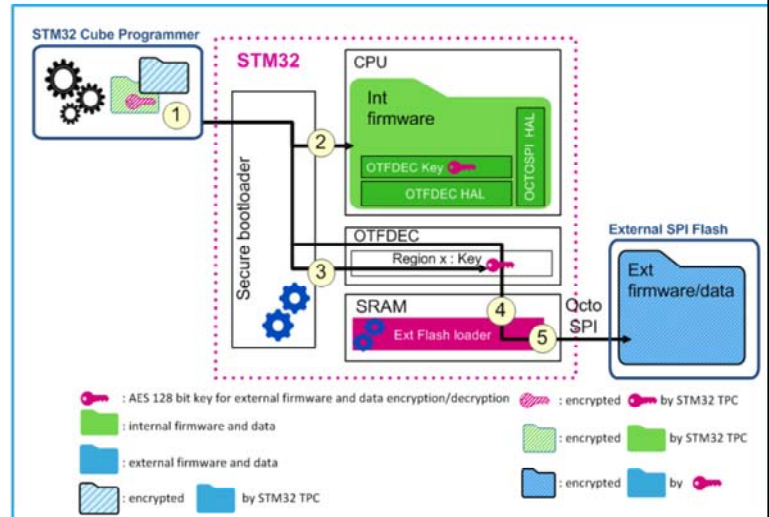 STM32 Cube Programmer
1
STM32
Secure bootloader
CPU
Int
firmware
2
OTFDEC Key
OTFDEC HAL
OCTCSPI HAL
OTFDEC
Region x : Key
3
SRAM
4
Ext Flash loader
5
Octo
SPI
External SPI Flash
Ext
firmware/data
: AES 128 bit key for external firmware and data encryption/decryption
: internal firmware and data
: external firmware and data
: encrypted by STM32 TPC
: encrypted by STM32 TPC
: encrypted by STM32 TPC
: encrypted by